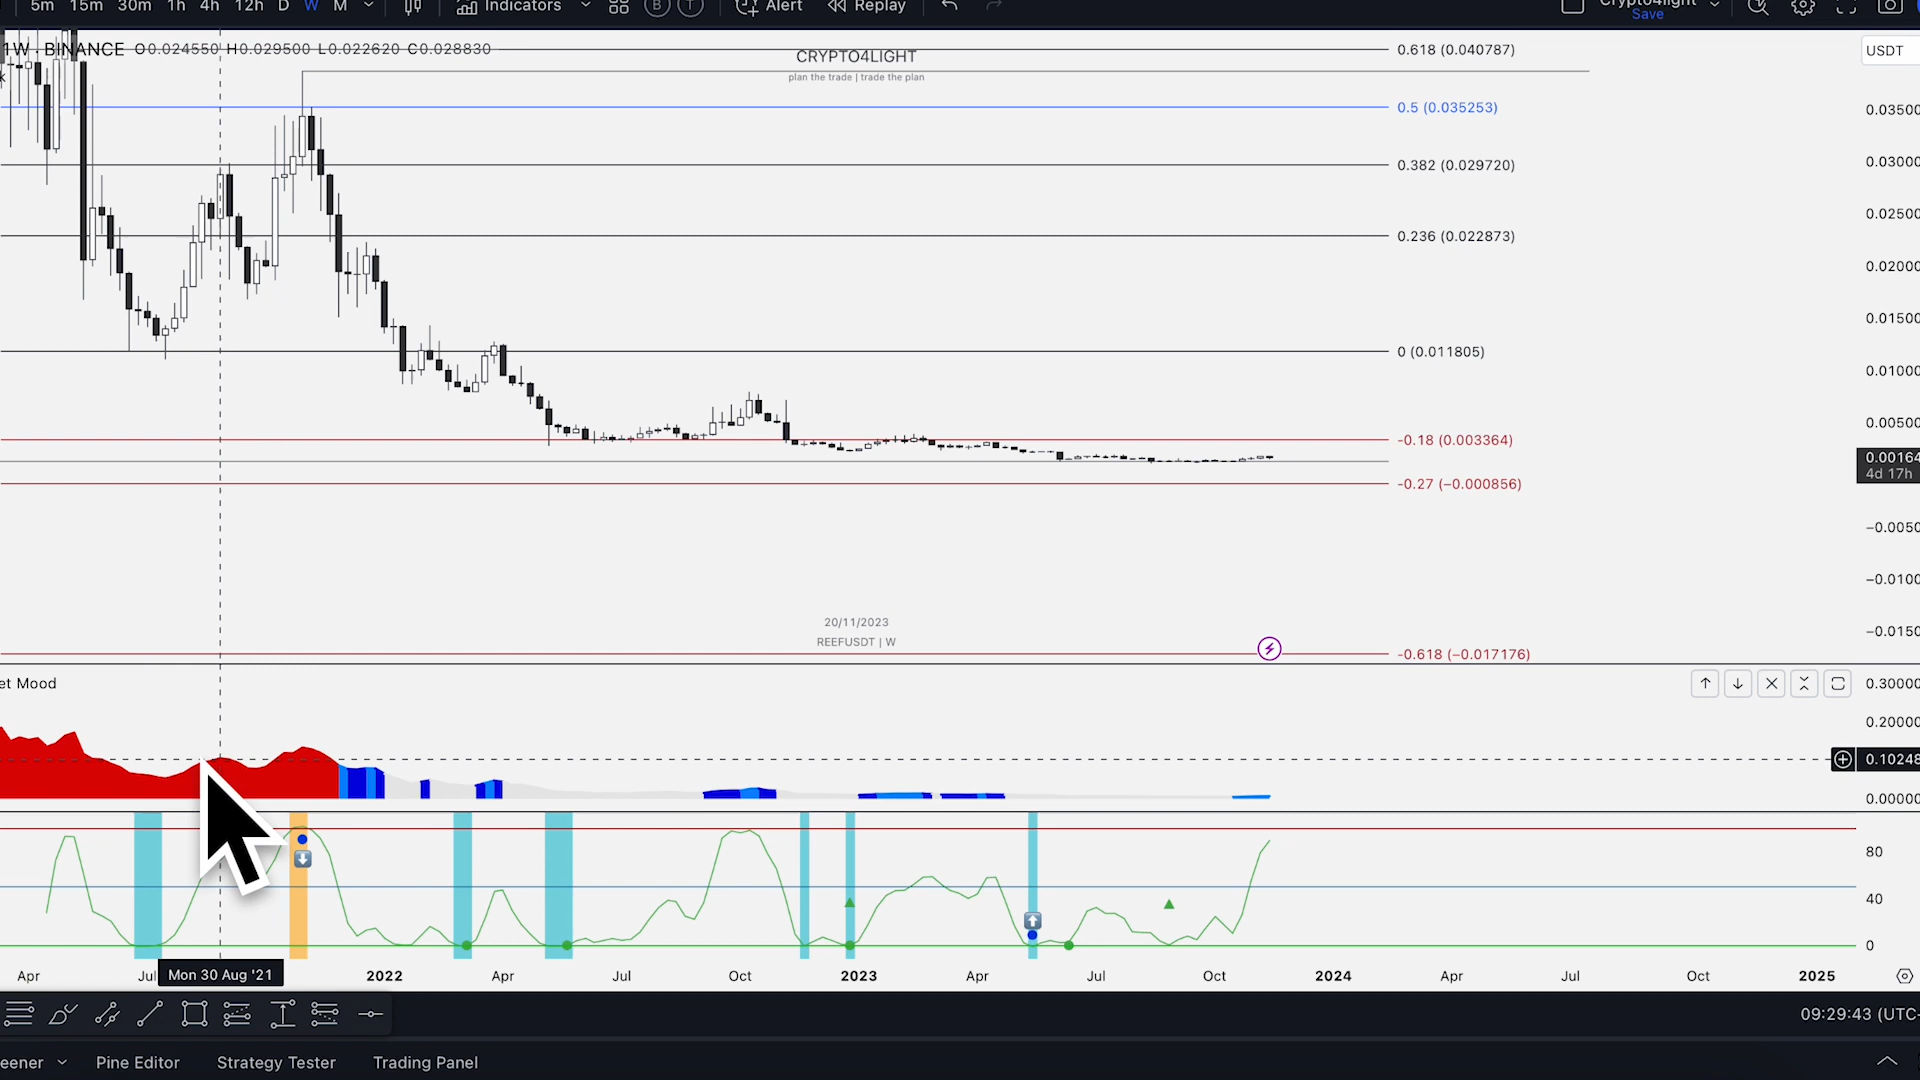 5m 15m 30m 1h 4h 12h D W M Indicators B T Alert Replay
Save
1W · BINANCE O0.024550 H0.029500 L0.022620 C0.028830
CRYPTO4LIGHT
plan the trade | trade the plan
0.618 (0.040787)
0.5 (0.035253)
0.382 (0.029720)
0.236 (0.022873)
0 (0.011805)
-0.18 (0.003364)
-0.27 (−0.000856)
-0.618 (−0.017176)
USDT
0.03500
0.03000
0.02500
0.02000
0.01500
0.01000
0.00500
0.00164
4d 17h
−0.0050
−0.0100
−0.0150
20/11/2023
REEFUSDT | W
et Mood
0.30000
0.20000
0.10248
0.00000
80
40
0
Apr Jul Mon 30 Aug '21 2022 Apr Jul Oct 2023 Apr Jul Oct 2024 Apr Jul Oct 2025
09:29:43 (UTC-
eener Pine Editor Strategy Tester Trading Panel